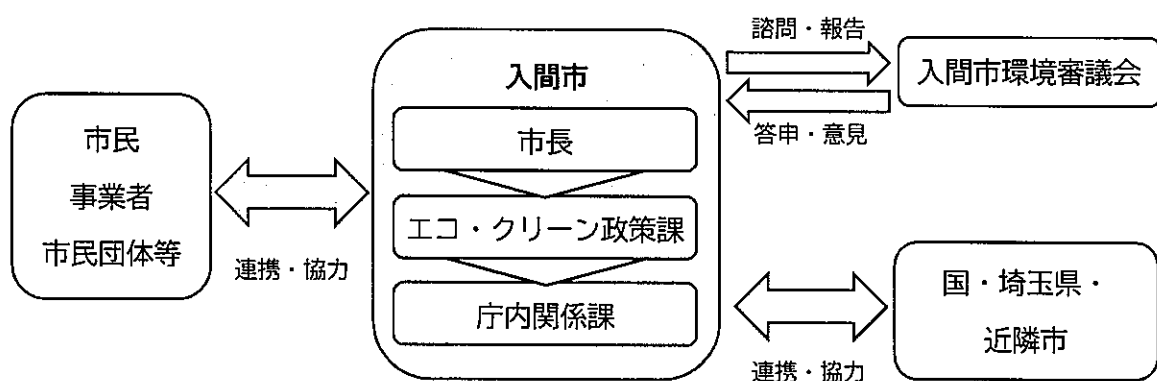 市民
事業者
市民団体等
連携・協力
入間市
市長
エコ・クリーン政策課
庁内関係課
諮問・報告
入間市環境審議会
答申・意見
国・埼玉県・
近隣市
連携・協力